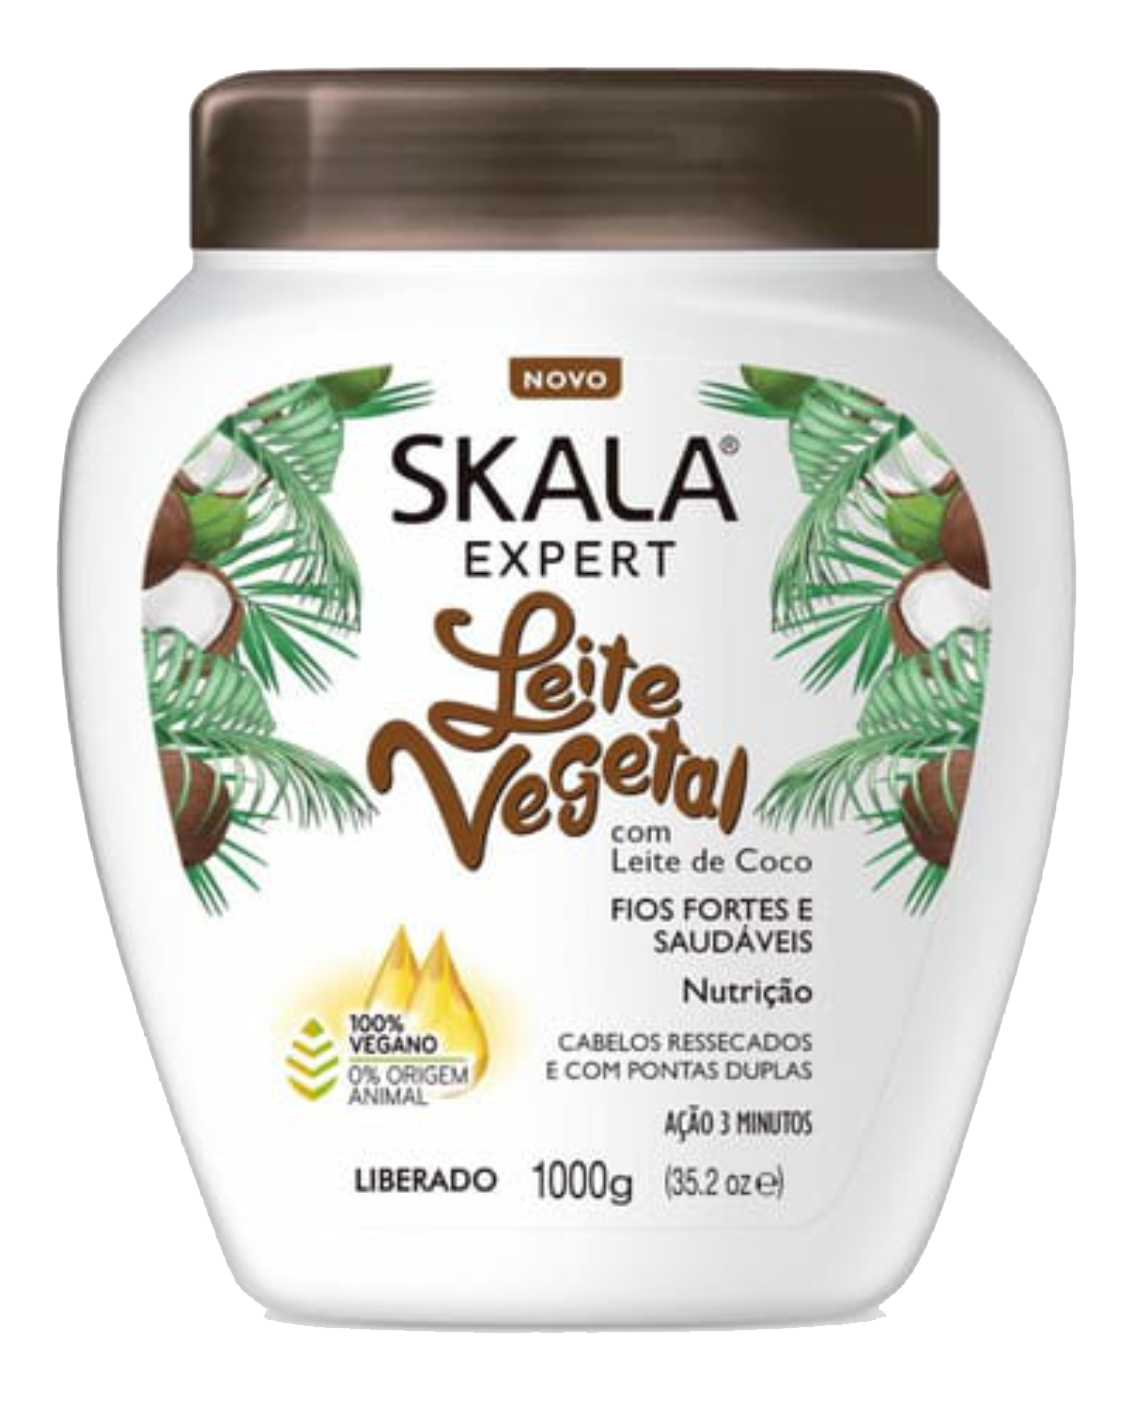 NOVO
SKALA®
EXPERT
Leite
Vegetal
com
Leite de Coco
FIOS FORTES E
SAUDÁVEIS
Nutrição
100%
VEGANO
0% ORIGEM
ANIMAL
CABELOS RESSECADOS
E COM PONTAS DUPLAS
AÇÃO 3 MINUTOS
LIBERADO 1000g (35.2 oz ℮)